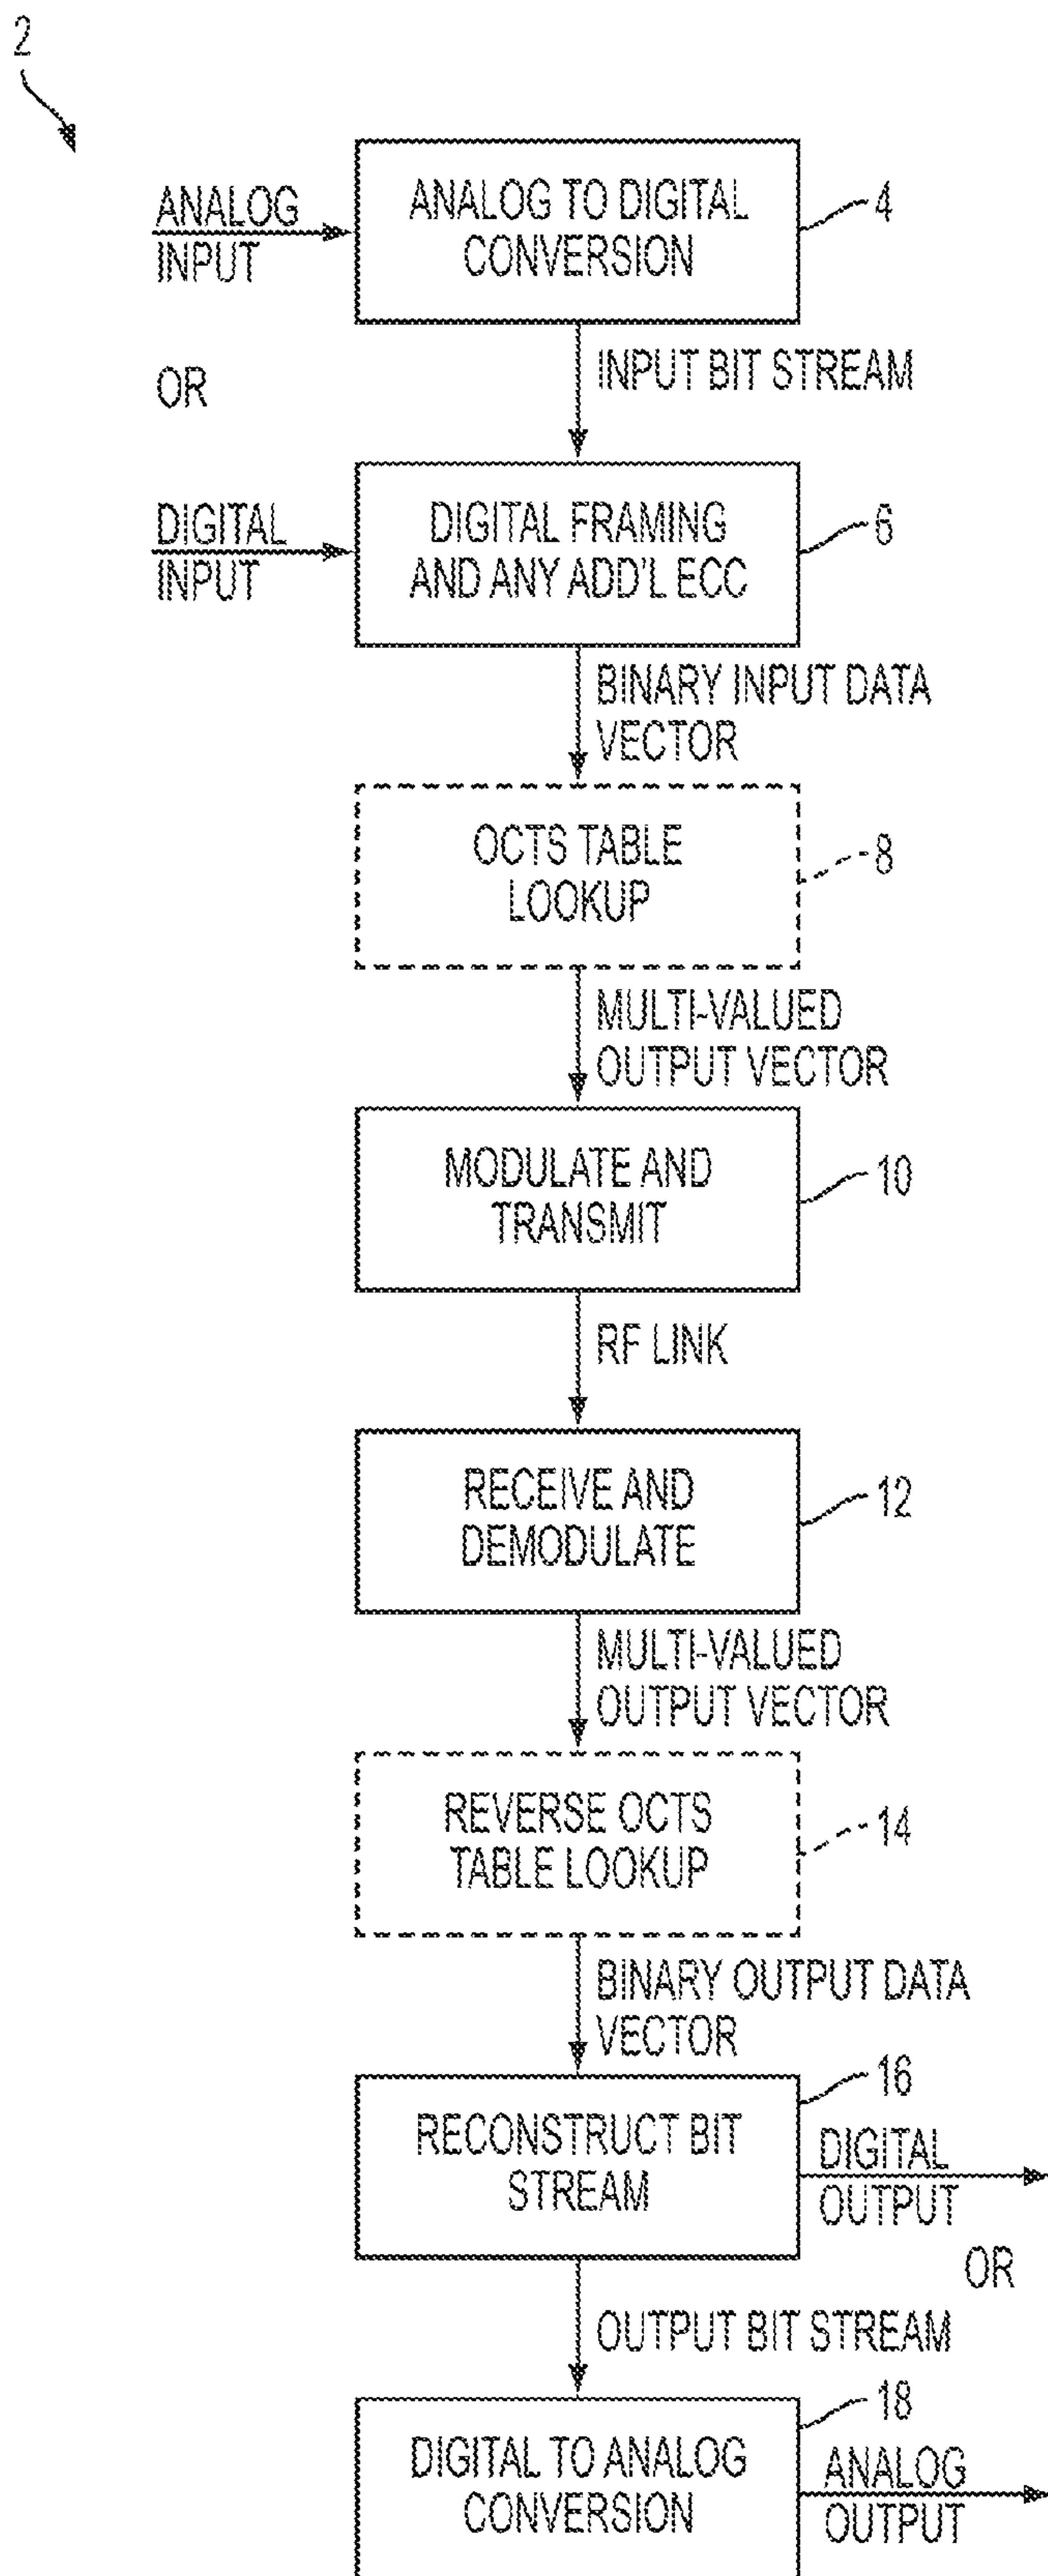 2
ANALOG
INPUT
ANALOG TO DIGITAL
CONVERSION
4
INPUT BIT STREAM
OR
DIGITAL
INPUT
DIGITAL FRAMING
AND ANY ADD'L ECC
6
BINARY INPUT DATA
VECTOR
OCTS TABLE
LOOKUP
8
MULTI-VALUED
OUTPUT VECTOR
MODULATE AND
TRANSMIT
10
RF LINK
RECEIVE AND
DEMODULATE
12
MULTI-VALUED
OUTPUT VECTOR
REVERSE OCTS
TABLE LOOKUP
14
BINARY OUTPUT DATA
VECTOR
16
RECONSTRUCT BIT
STREAM
DIGITAL
OUTPUT
OR
OUTPUT BIT STREAM
18
DIGITAL TO ANALOG
CONVERSION
ANALOG
OUTPUT